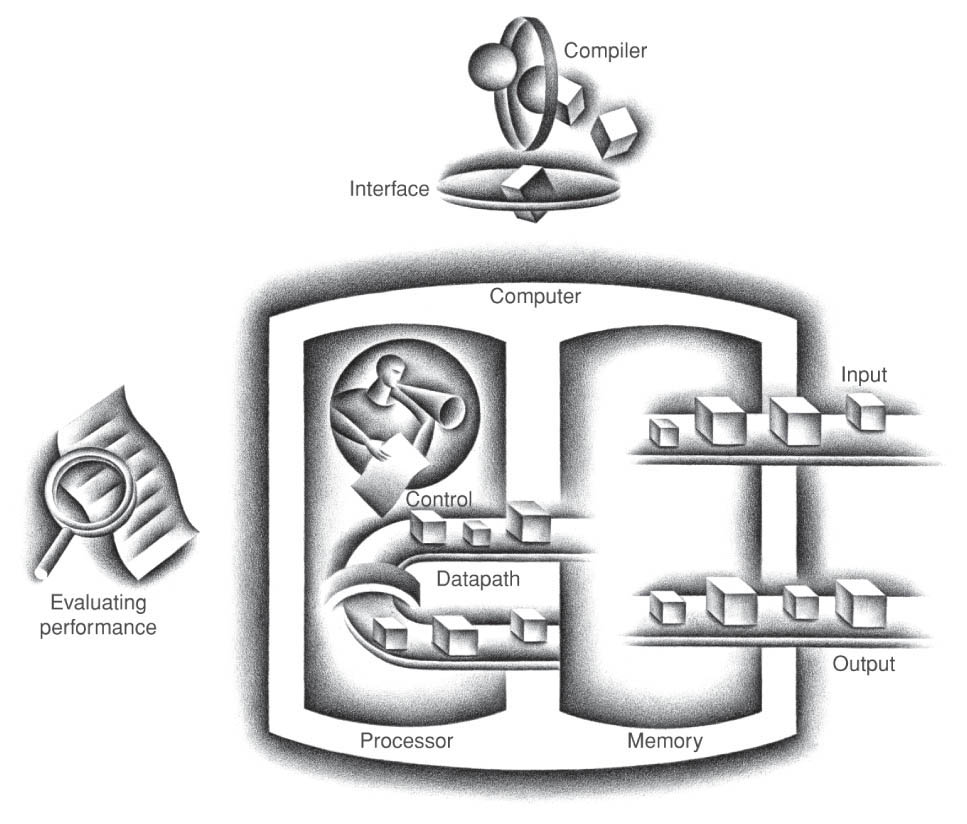 Compiler
Interface
Computer
Input
Control
Datapath
Evaluating
performance
Output
Processor
Memory